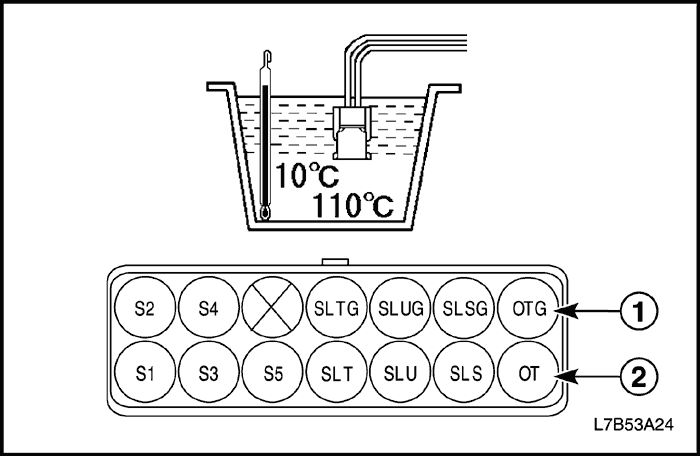 10°C
110°C
S2 S4 SLTG SLUG SLSG OTG 1
S1 S3 S5 SLT SLU SLS OT 2
L7B53A24